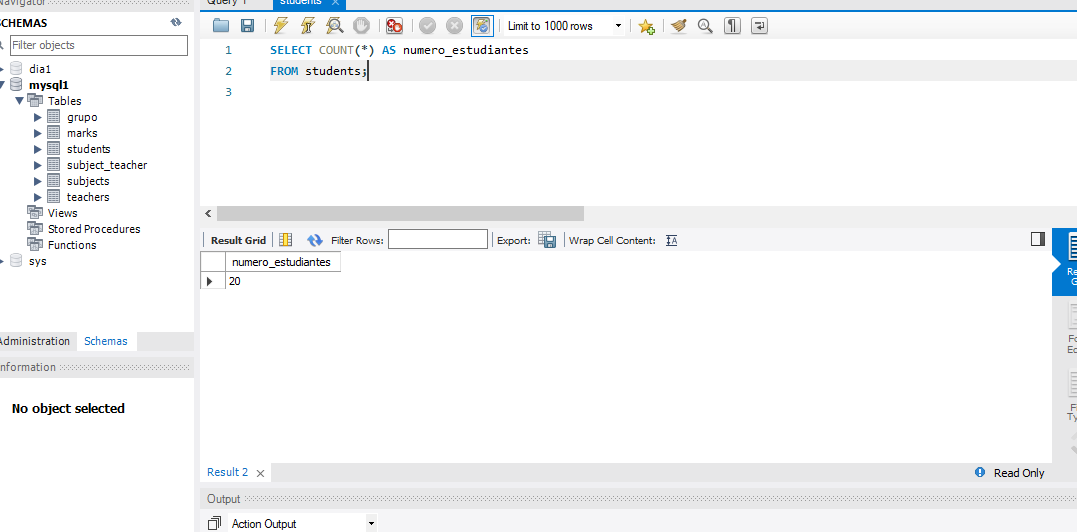 Navigator
Query 1
students
SCHEMAS
Limit to 1000 rows
Filter objects
dia1
mysql1
Tables
grupo
marks
students
subject_teacher
subjects
teachers
Views
Stored Procedures
Functions
sys
1 SELECT COUNT(*) AS numero_estudiantes
2 FROM students;
3
Result Grid Filter Rows: Export: Wrap Cell Content: IA
numero_estudiantes
20
Administration Schemas
nformation
No object selected
Result 2
Read Only
Output
Action Output